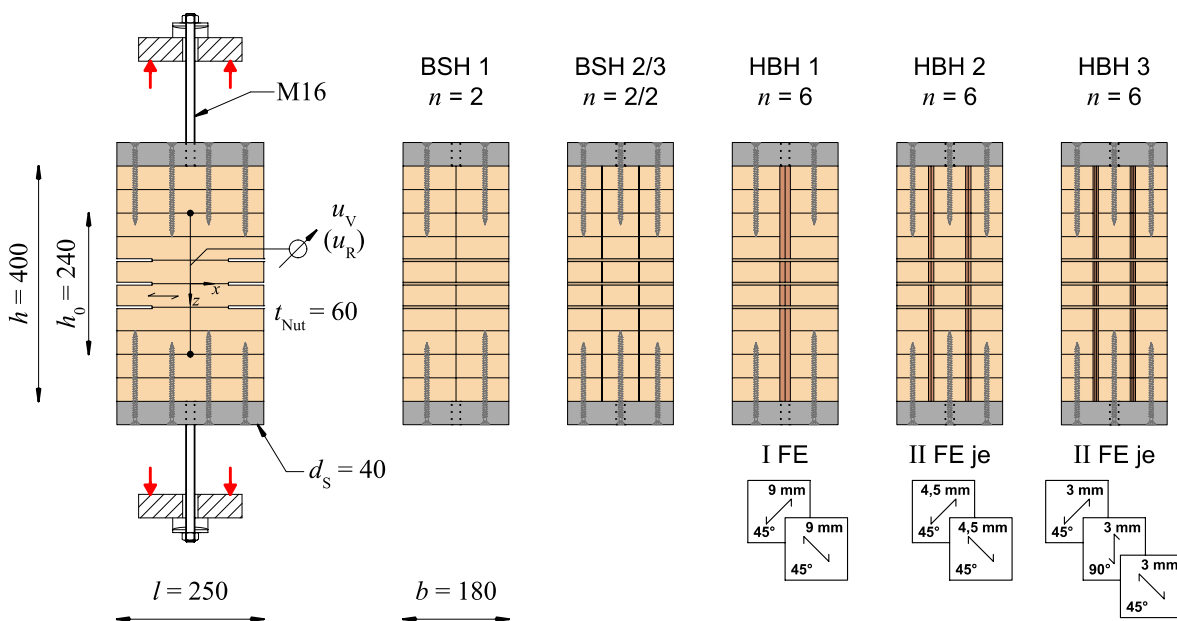 M16
BSH 1
n = 2
BSH 2/3
n = 2/2
HBH 1
n = 6
HBH 2
n = 6
HBH 3
n = 6
h = 400
h0 = 240
uV
(uR)
x
z
tNut = 60
dS = 40
l = 250
b = 180
I FE
9 mm
45°
9 mm
45°
II FE je
4,5 mm
45°
4,5 mm
45°
II FE je
3 mm
45°
3 mm
90°
3 mm
45°